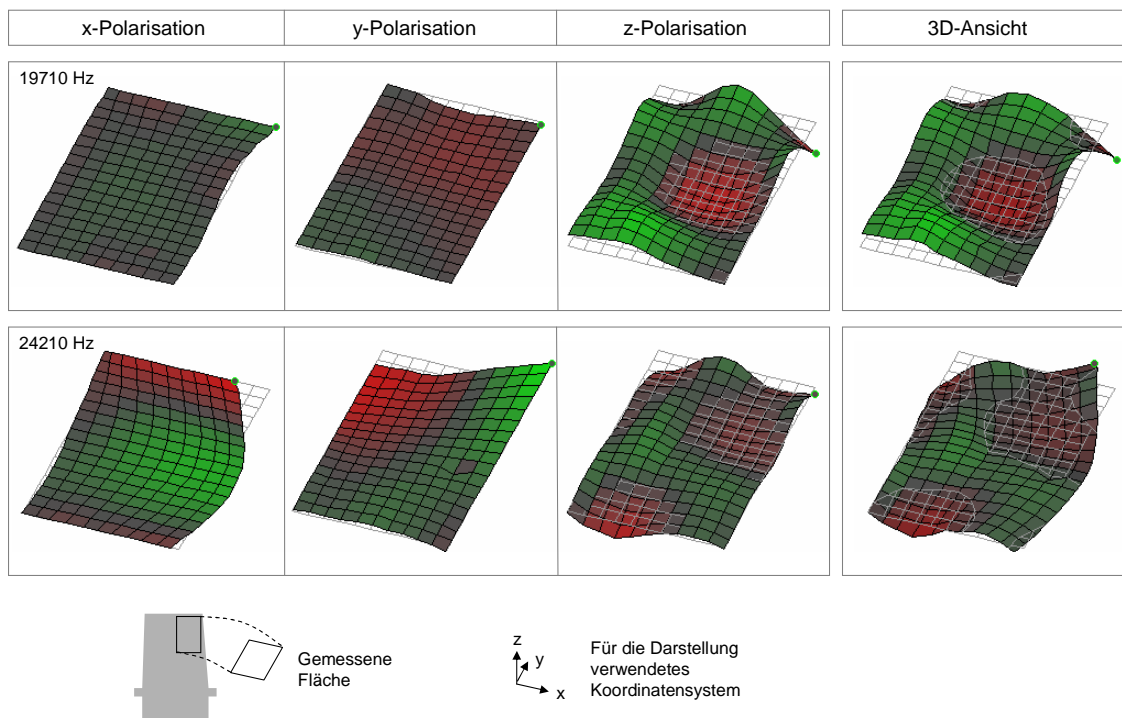 x-Polarisation
y-Polarisation
z-Polarisation
3D-Ansicht
19710 Hz
24210 Hz
Gemessene
Fläche
z
y
x
Für die Darstellung
verwendetes
Koordinatensystem